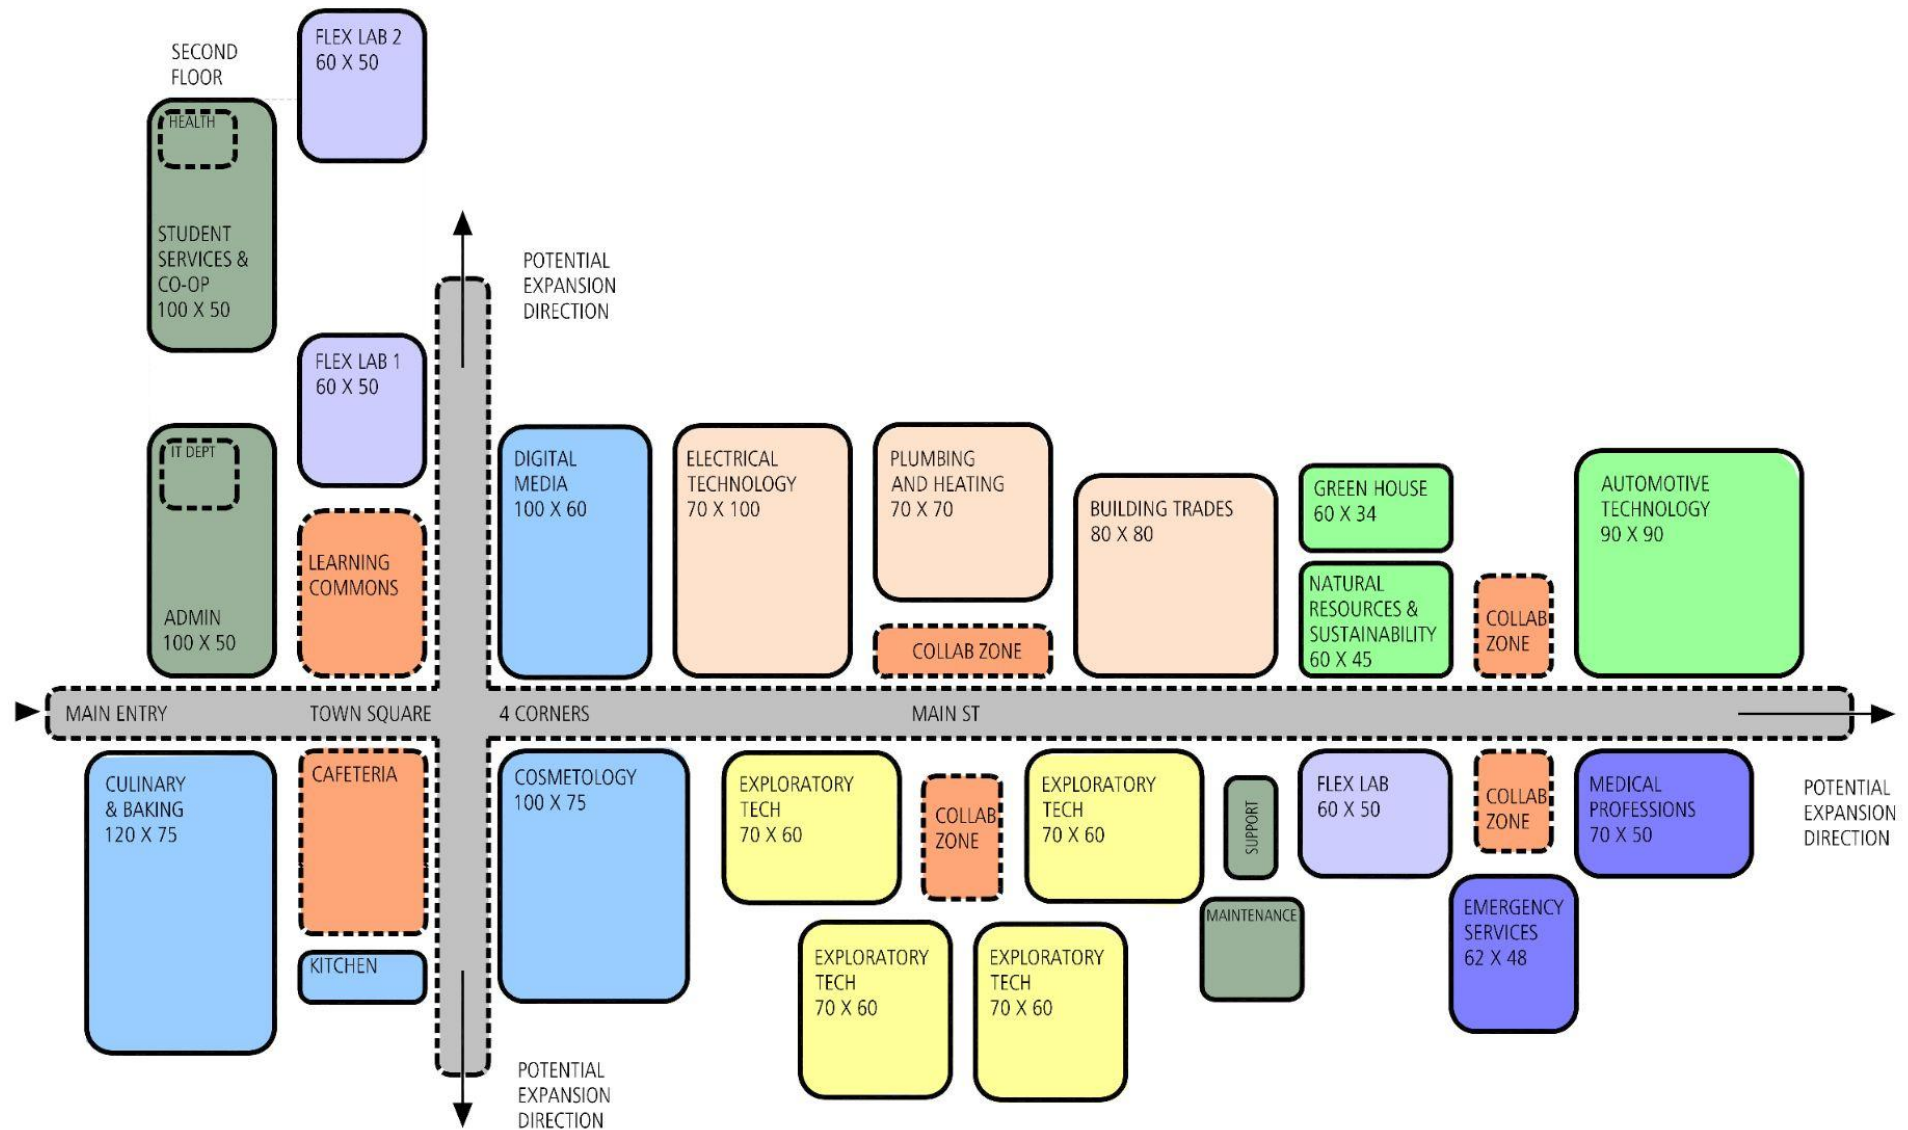 SECOND
FLOOR
FLEX LAB 2
60 X 50
HEALTH
STUDENT
SERVICES &
CO-OP
100 X 50
POTENTIAL
EXPANSION
DIRECTION
FLEX LAB 1
60 X 50
IT DEPT
ADMIN
100 X 50
LEARNING
COMMONS
DIGITAL
MEDIA
100 X 60
ELECTRICAL
TECHNOLOGY
70 X 100
PLUMBING
AND HEATING
70 X 70
COLLAB ZONE
BUILDING TRADES
80 X 80
GREEN HOUSE
60 X 34
NATURAL
RESOURCES &
SUSTAINABILITY
60 X 45
COLLAB
ZONE
AUTOMOTIVE
TECHNOLOGY
90 X 90
MAIN ENTRY
TOWN SQUARE
4 CORNERS
MAIN ST
CULINARY
& BAKING
120 X 75
CAFETERIA
KITCHEN
COSMETOLOGY
100 X 75
EXPLORATORY
TECH
70 X 60
COLLAB
ZONE
EXPLORATORY
TECH
70 X 60
SUPPORT
FLEX LAB
60 X 50
COLLAB
ZONE
MEDICAL
PROFESSIONS
70 X 50
POTENTIAL
EXPANSION
DIRECTION
EXPLORATORY
TECH
70 X 60
EXPLORATORY
TECH
70 X 60
MAINTENANCE
EMERGENCY
SERVICES
62 X 48
POTENTIAL
EXPANSION
DIRECTION